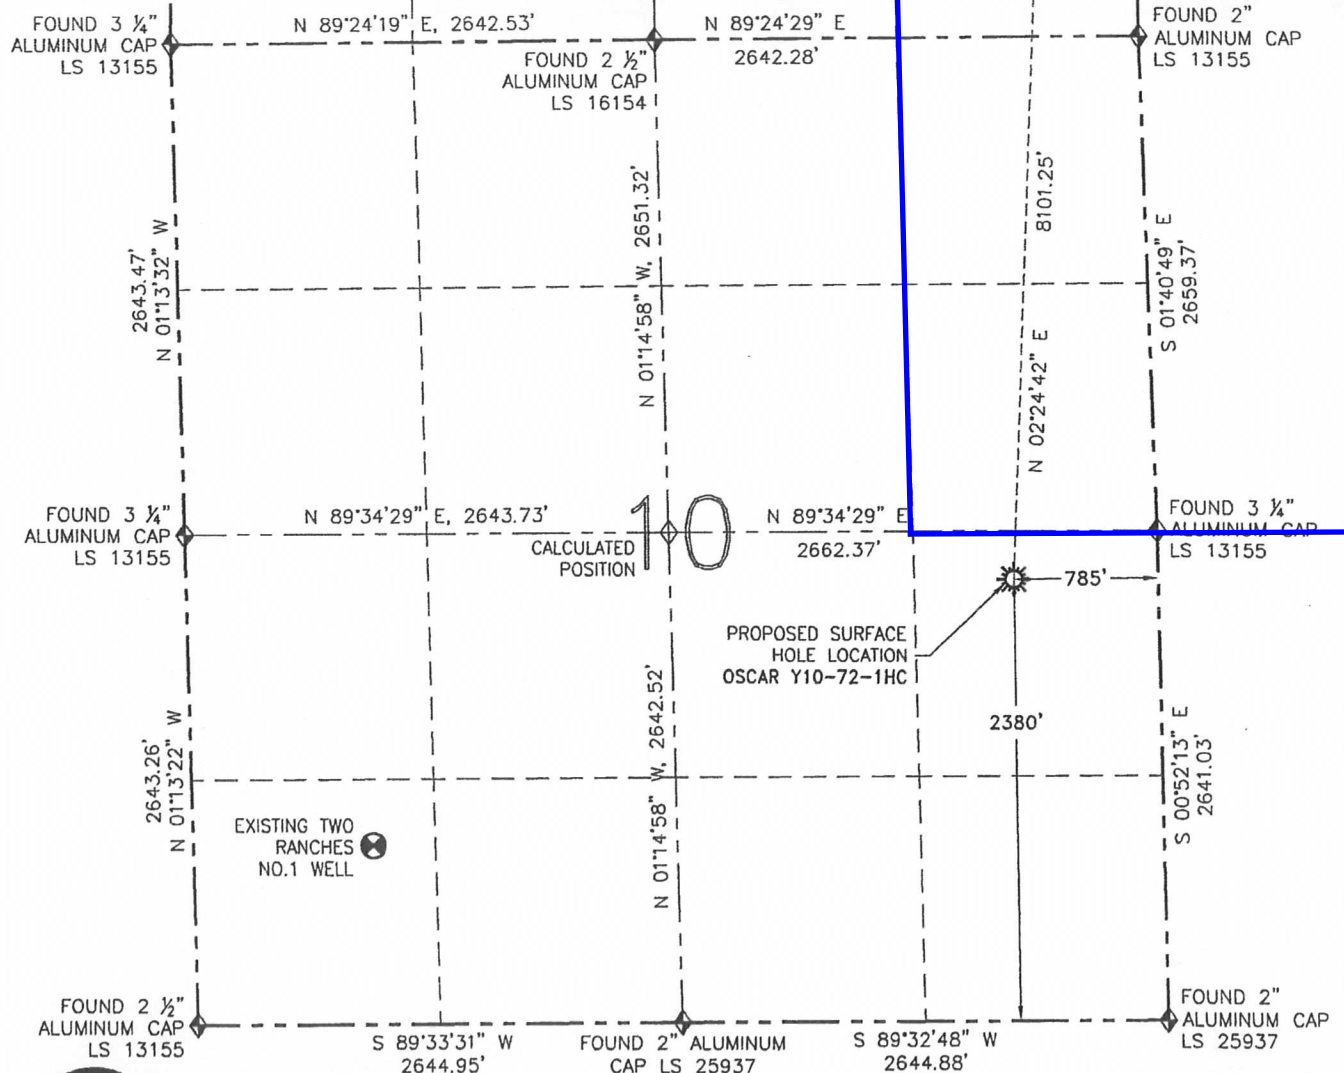 FOUND 3 ¼"
ALUMINUM CAP
LS 13155
N 89°24'19" E, 2642.53'
FOUND 2 ½"
ALUMINUM CAP
LS 16154
N 89°24'29" E
2642.28'
FOUND 2"
ALUMINUM CAP
LS 13155
2643.47'
N 01°13'32" W
N 01°14'58" W, 2651.32'
8101.25'
N 02°24'42" E
S 01°40'49" E
2659.37'
FOUND 3 ¼"
ALUMINUM CAP
LS 13155
N 89°34'29" E, 2643.73'
10
CALCULATED
POSITION
N 89°34'29" E
2662.37'
FOUND 3 ¼"
ALUMINUM CAP
LS 13155
785'
PROPOSED SURFACE
HOLE LOCATION
OSCAR Y10-72-1HC
2380'
2643.26'
N 01°13'22" W
N 01°14'58" W, 2642.52'
S 00°52'13" E
2641.03'
EXISTING TWO
RANCHES
NO.1 WELL
FOUND 2 ½"
ALUMINUM CAP
LS 13155
S 89°33'31" W
2644.95'
FOUND 2" ALUMINUM
CAP LS 25937
S 89°32'48" W
2644.88'
FOUND 2"
ALUMINUM CAP
LS 25937